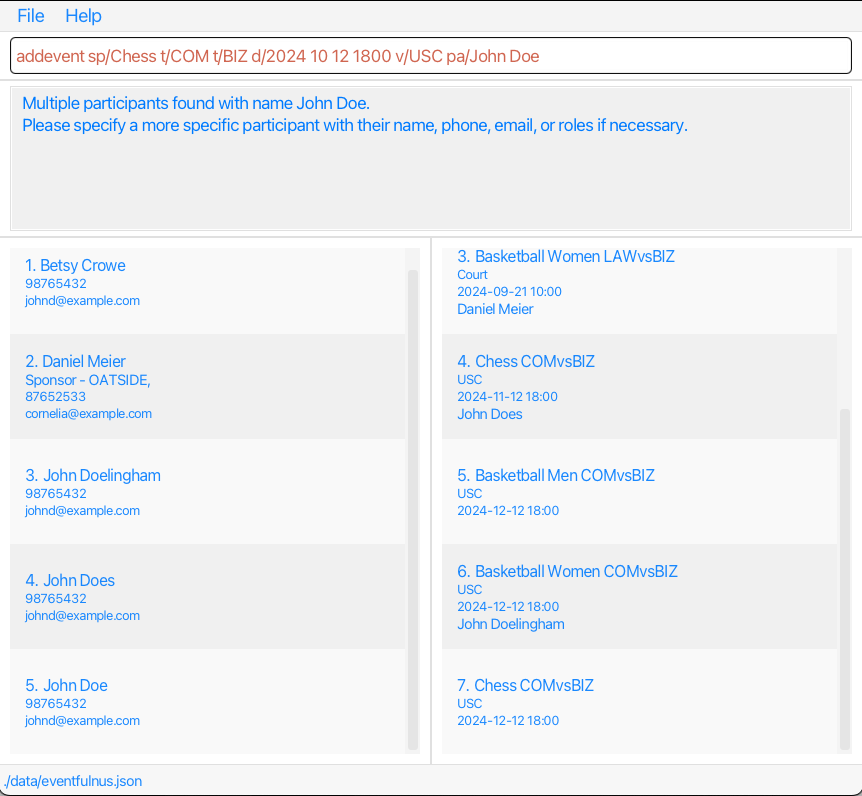 File Help
addevent sp/Chess t/COM t/BIZ d/2024 10 12 1800 v/USC pa/John Doe
Multiple participants found with name John Doe.
Please specify a more specific participant with their name, phone, email, or roles if necessary.
1. Betsy Crowe
98765432
johnd@example.com
2. Daniel Meier
Sponsor - OATSIDE,
87652533
cornelia@example.com
3. John Doelingham
98765432
johnd@example.com
4. John Does
98765432
johnd@example.com
5. John Doe
98765432
johnd@example.com
3. Basketball Women LAWvsBIZ
Court
2024-09-21 10:00
Daniel Meier
4. Chess COMvsBIZ
USC
2024-11-12 18:00
John Does
5. Basketball Men COMvsBIZ
USC
2024-12-12 18:00
6. Basketball Women COMvsBIZ
USC
2024-12-12 18:00
John Doelingham
7. Chess COMvsBIZ
USC
2024-12-12 18:00
./data/eventfulnus.json